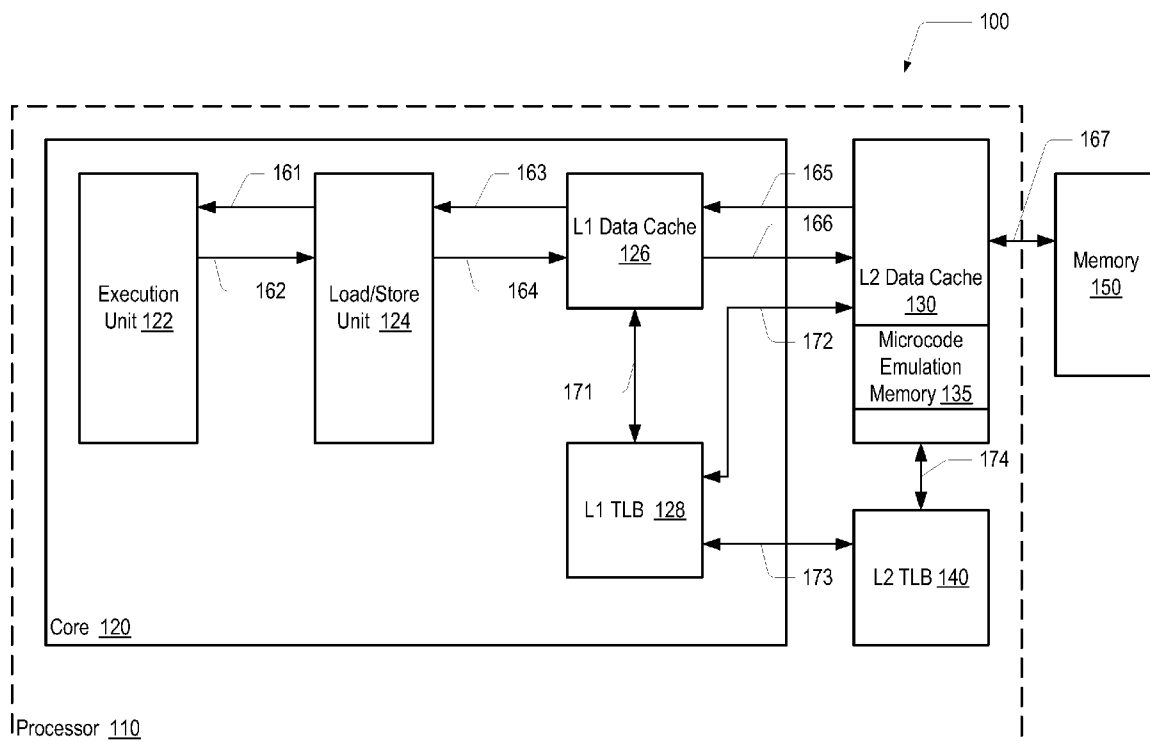 100
167
161
163
165
166
L1 Data Cache
126
Memory
150
L2 Data Cache
130
Execution
Unit 122
Load/Store
Unit 124
162
164
172
Microcode
Emulation
Memory 135
171
174
L1 TLB 128
173
L2 TLB 140
Core 120
Processor 110